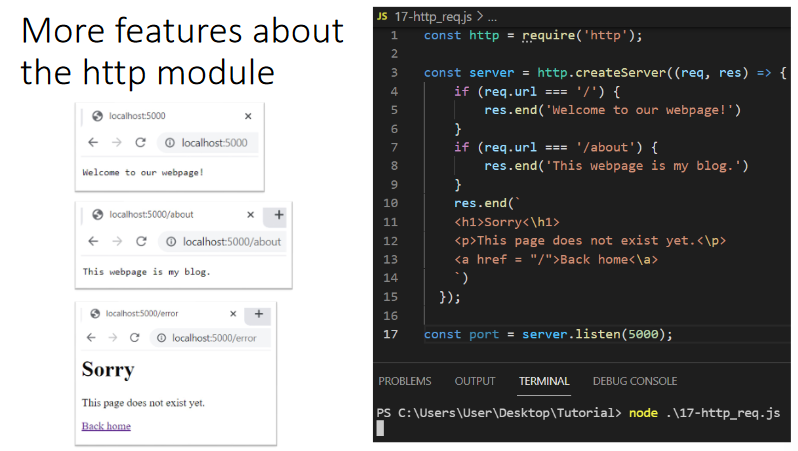 More features about
the http module
localhost:5000
localhost:5000
Welcome to our webpage!
localhost:5000/about
localhost:5000/about
This webpage is my blog.
localhost:5000/error
localhost:5000/error
Sorry
This page does not exist yet.
Back home
JS 17-http_req.js > ...
1 const http = require('http');
2
3 const server = http.createServer((req, res) => {
4 if (req.url === '/') {
5 res.end('Welcome to our webpage!')
6 }
7 if (req.url === '/about') {
8 res.end('This webpage is my blog.')
9 }
10 res.end(`
11 <h1>Sorry<\h1>
12 <p>This page does not exist yet.<\p>
13 <a href = "/">Back home<\a>
14 `)
15 });
16
17 const port = server.listen(5000);
PROBLEMS OUTPUT TERMINAL DEBUG CONSOLE
PS C:\Users\User\Desktop\Tutorial> node .\17-http_req.js